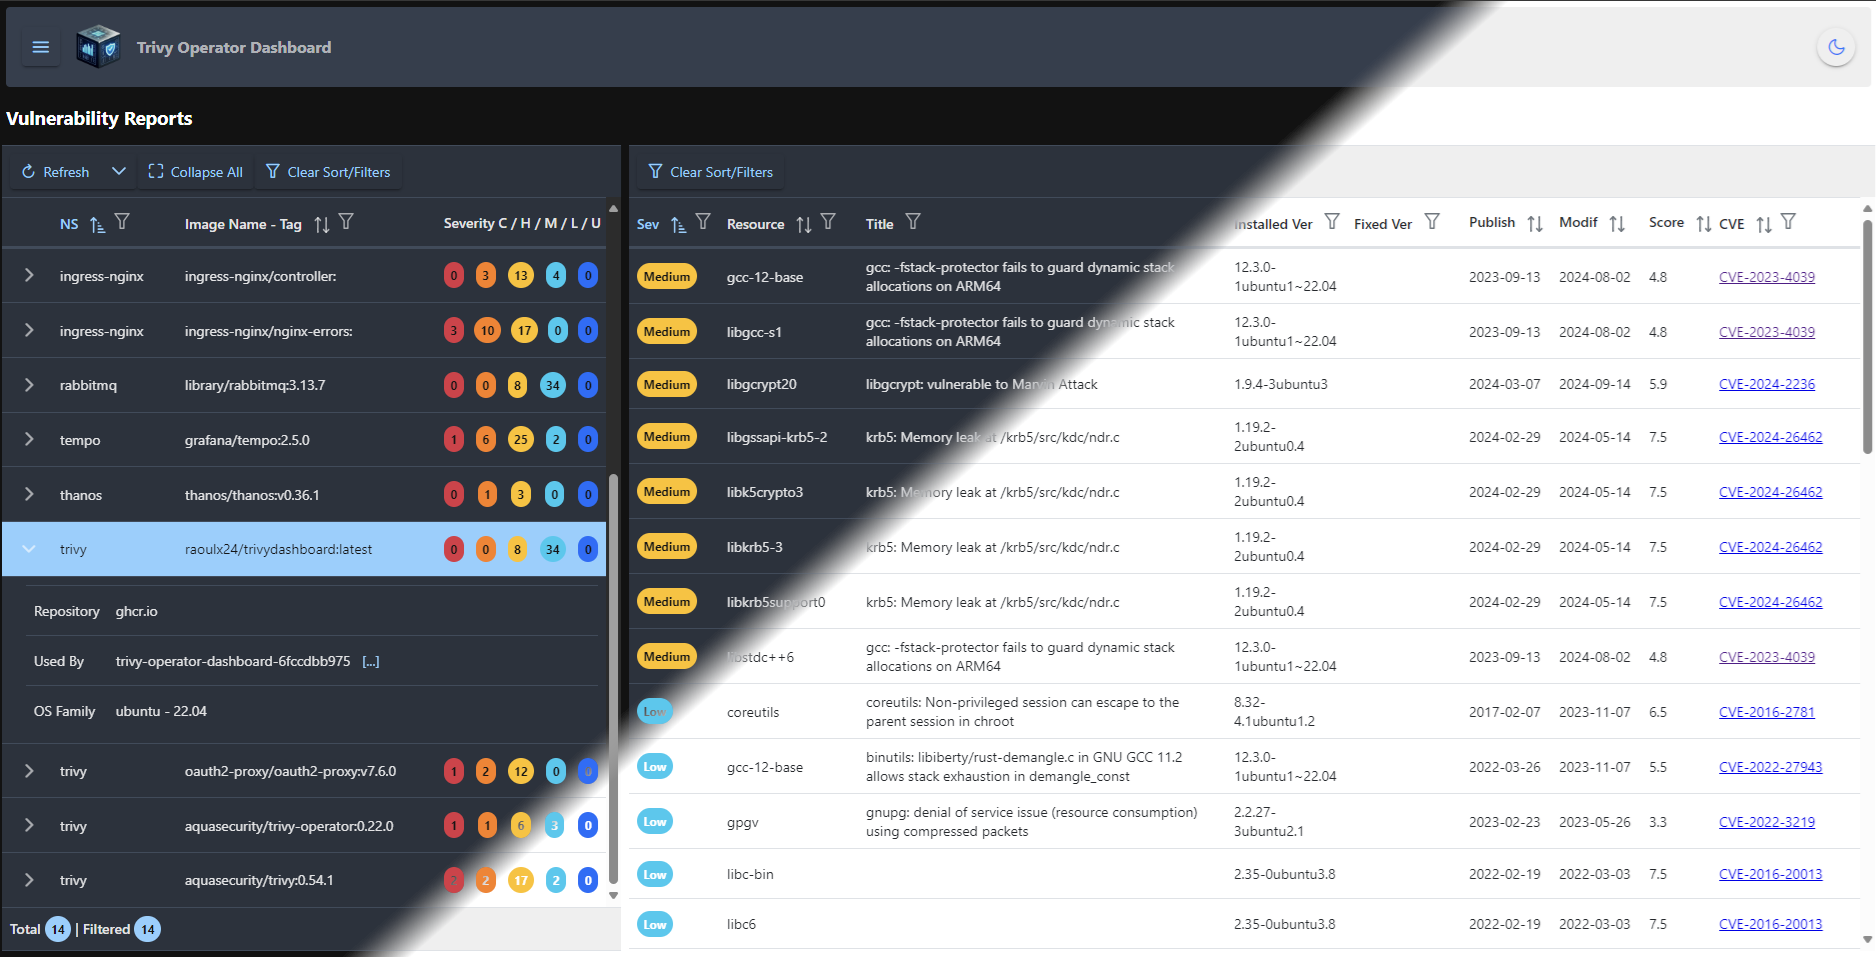 Trivy Operator Dashboard
Vulnerability Reports
Refresh Collapse All Clear Sort/Filters
NS Image Name - Tag Severity C / H / M / L / U
ingress-nginx ingress-nginx/controller: 0 3 13 4 0
ingress-nginx ingress-nginx/nginx-errors: 3 10 17 0 0
rabbitmq library/rabbitmq:3.13.7 0 0 8 34 0
tempo grafana/tempo:2.5.0 1 6 25 2 0
thanos thanos/thanos:v0.36.1 0 1 3 0 0
trivy raoulx24/trivydashboard:latest 0 0 8 34 0
Repository ghcr.io
Used By trivy-operator-dashboard-6fccdbb975 [...]
OS Family ubuntu - 22.04
trivy oauth2-proxy/oauth2-proxy:v7.6.0 1 2 12 0 0
trivy aquasecurity/trivy-operator:0.22.0 1 1 6 3 0
trivy aquasecurity/trivy:0.54.1 2 2 17 2 0
Total 14 | Filtered 14
Clear Sort/Filters
Sev Resource Title Installed Ver Fixed Ver Publish Modif Score CVE
Medium gcc-12-base gcc: -fstack-protector fails to guard dynamic stack 12.3.0- 2023-09-13 2024-08-02 4.8 CVE-2023-4039
allocations on ARM64 1ubuntu1~22.04
Medium libgcc-s1 gcc: -fstack-protector fails to guard dynamic stack 12.3.0- 2023-09-13 2024-08-02 4.8 CVE-2023-4039
allocations on ARM64 1ubuntu1~22.04
Medium libgcrypt20 libgcrypt: vulnerable to Marvin Attack 1.9.4-3ubuntu3 2024-03-07 2024-09-14 5.9 CVE-2024-2236
Medium libgssapi-krb5-2 krb5: Memory leak at /krb5/src/kdc/ndr.c 1.19.2- 2024-02-29 2024-05-14 7.5 CVE-2024-26462
2ubuntu0.4
Medium libk5crypto3 krb5: Memory leak at /krb5/src/kdc/ndr.c 1.19.2- 2024-02-29 2024-05-14 7.5 CVE-2024-26462
2ubuntu0.4
Medium libkrb5-3 krb5: Memory leak at /krb5/src/kdc/ndr.c 1.19.2- 2024-02-29 2024-05-14 7.5 CVE-2024-26462
2ubuntu0.4
Medium libkrb5support0 krb5: Memory leak at /krb5/src/kdc/ndr.c 1.19.2- 2024-02-29 2024-05-14 7.5 CVE-2024-26462
2ubuntu0.4
Medium libstdc++6 gcc: -fstack-protector fails to guard dynamic stack 12.3.0- 2023-09-13 2024-08-02 4.8 CVE-2023-4039
allocations on ARM64 1ubuntu1~22.04
Low coreutils coreutils: Non-privileged session can escape to the 8.32- 2017-02-07 2023-11-07 6.5 CVE-2016-2781
parent session in chroot 4.1ubuntu1.2
Low gcc-12-base binutils: libiberty/rust-demangle.c in GNU GCC 11.2 12.3.0- 2022-03-26 2023-11-07 5.5 CVE-2022-27943
allows stack exhaustion in demangle_const 1ubuntu1~22.04
Low gpgv gnupg: denial of service issue (resource consumption) 2.2.27- 2023-02-23 2023-05-26 3.3 CVE-2022-3219
using compressed packets 3ubuntu2.1
Low libc-bin 2.35-0ubuntu3.8 2022-02-19 2022-03-03 7.5 CVE-2016-20013
Low libc6 2.35-0ubuntu3.8 2022-02-19 2022-03-03 7.5 CVE-2016-20013